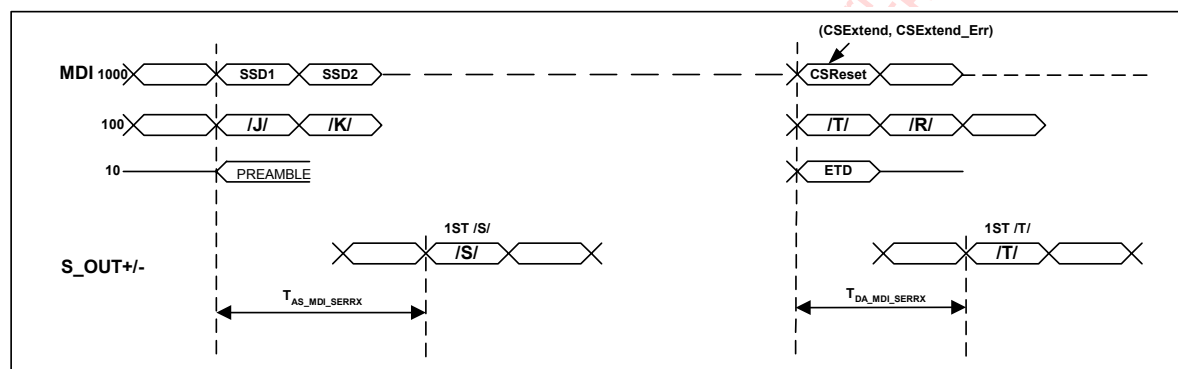 (CSExtend, CSExtend_Err)
MDI 1000 SSD1 SSD2 CSReset
100 /J/ /K/ /T/ /R/
10 PREAMBLE ETD
1ST /S/ 1ST /T/
S_OUT+/- /S/ /T/
TAS_MDI_SERRX TDA_MDI_SERRX